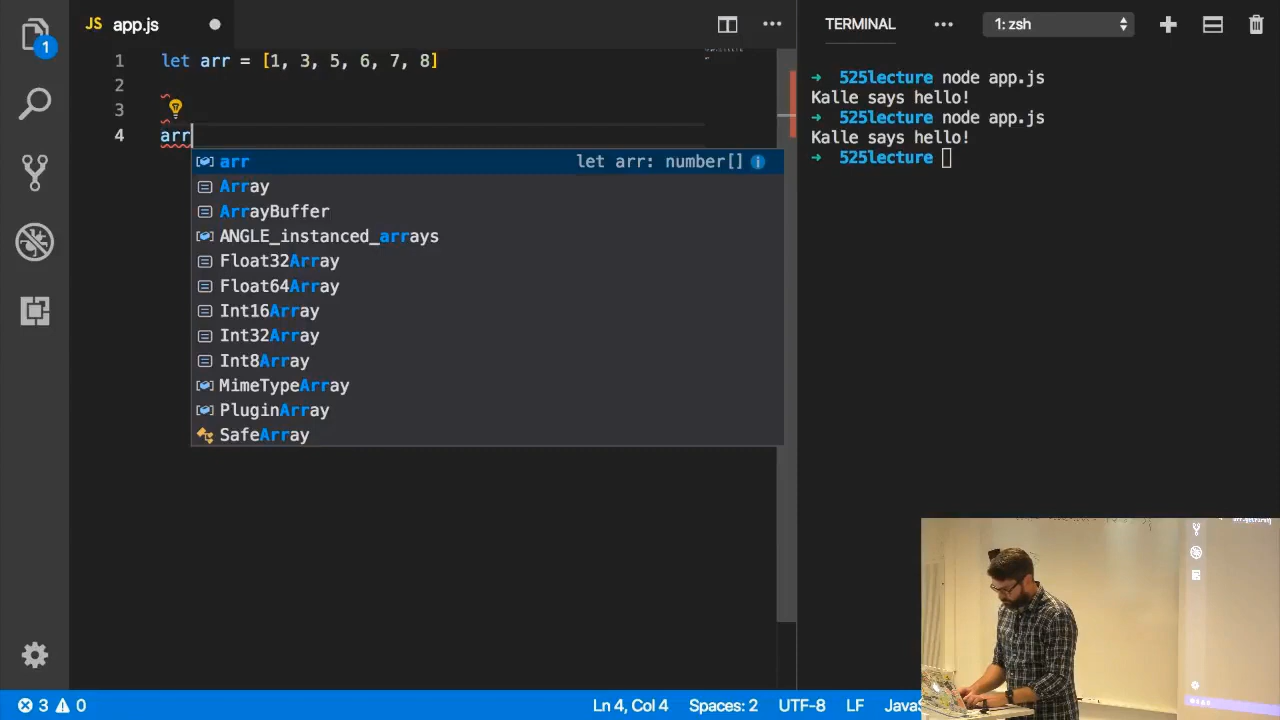 1
JS app.js
1 let arr = [1, 3, 5, 6, 7, 8]
2
3
4 arr
arr let arr: number[]
Array
ArrayBuffer
ANGLE_instanced_arrays
Float32Array
Float64Array
Int16Array
Int32Array
Int8Array
MimeTypeArray
PluginArray
SafeArray
TERMINAL ••• 1: zsh
➜ 525lecture node app.js
Kalle says hello!
➜ 525lecture node app.js
Kalle says hello!
➜ 525lecture
3 0 Ln 4, Col 4 Spaces: 2 UTF-8 LF JavaS